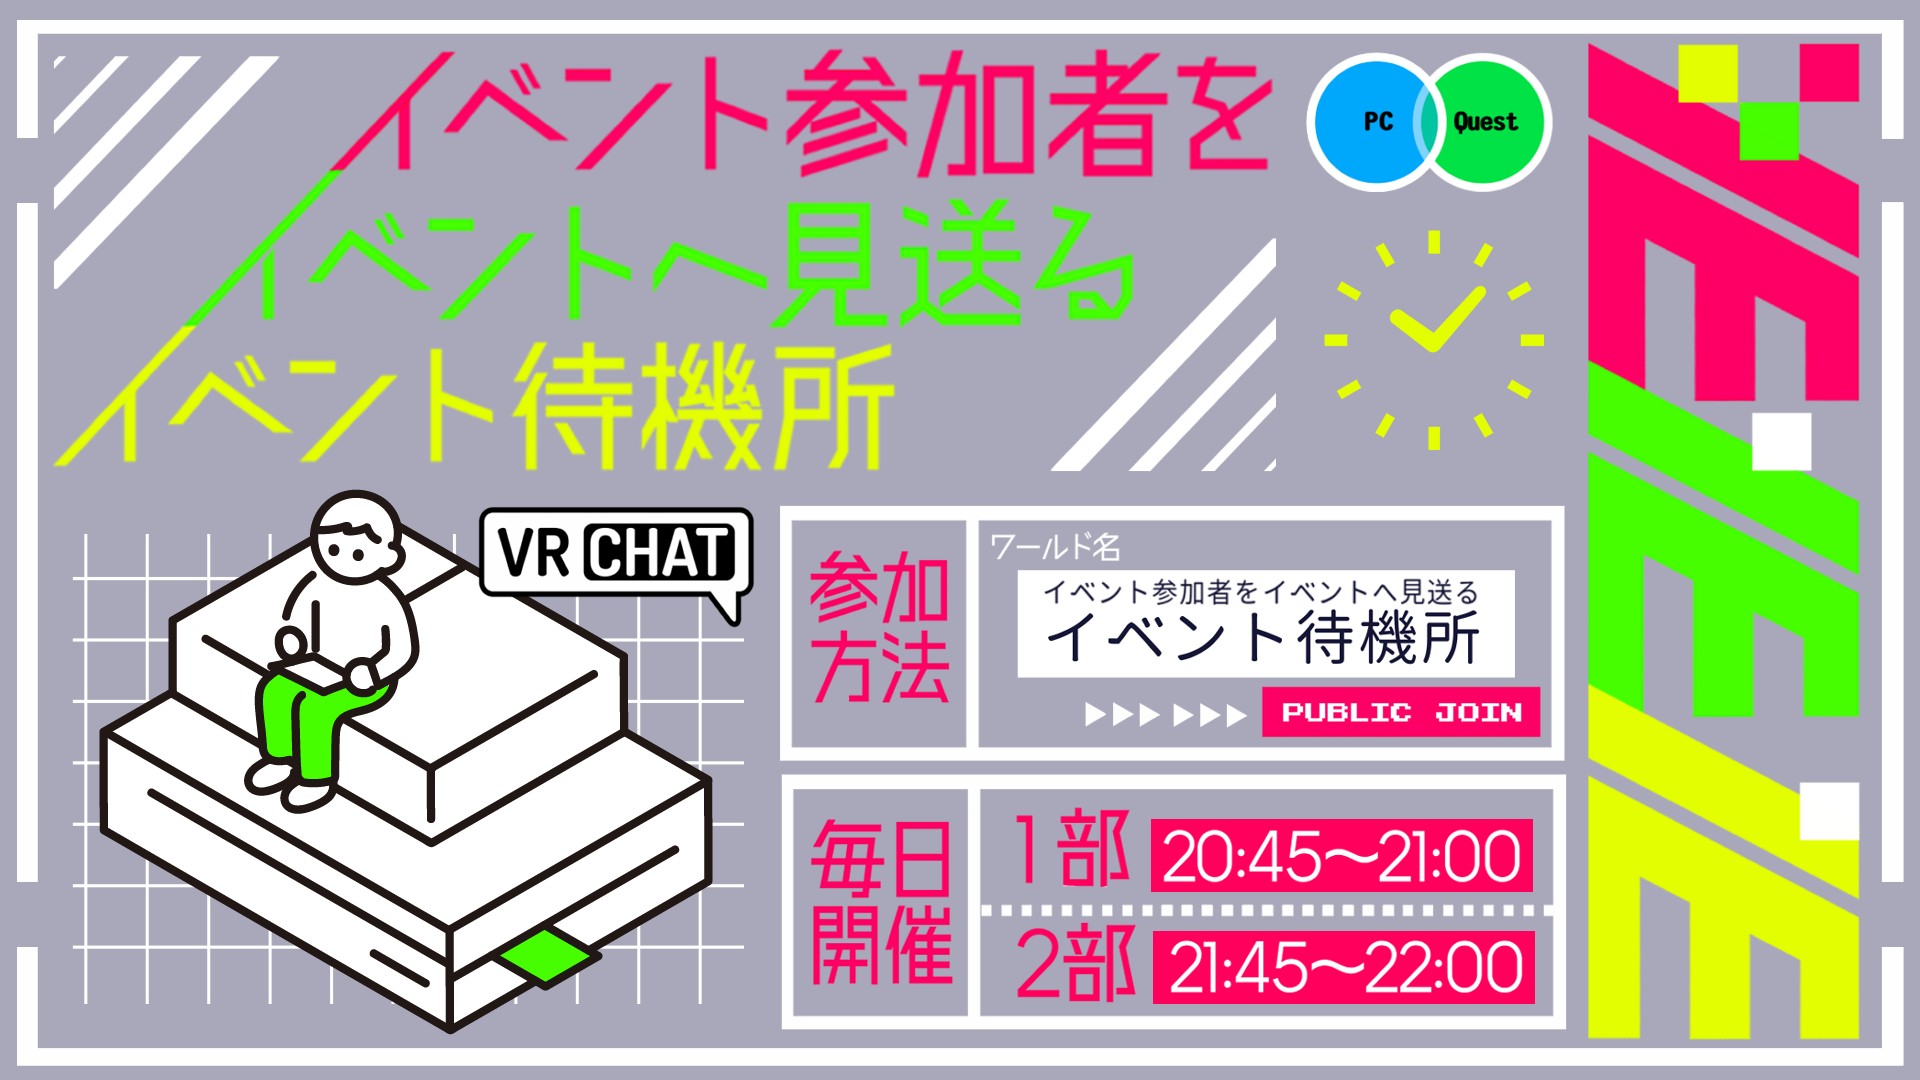 イベント参加者を
イベントへ見送る
イベント待機所
PC
Quest
VRCHAT
参加
方法
ワールド名
イベント参加者をイベントへ見送る
イベント待機所
PUBLIC JOIN
毎日
開催
1部 20:45〜21:00
2部 21:45〜22:00